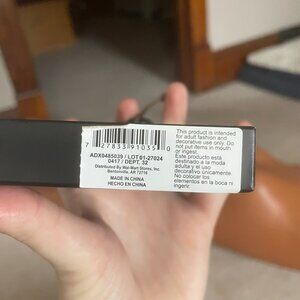 7 27833 91035 0
ADX0485039 / LOT 01-27024
0417 / DEPT. 32
Distributed By Wal-Mart Stores, Inc.
Bentonville, AR 72716
MADE IN CHINA
HECHO EN CHINA
This product is intended
for adult fashion and
decorative use only. Do
not put items in mouth
or ingest.
Este producto está
destinado a la moda
adulta y el uso
decorativo únicamente.
No colocar los
elementos en la boca ni
ingerir.